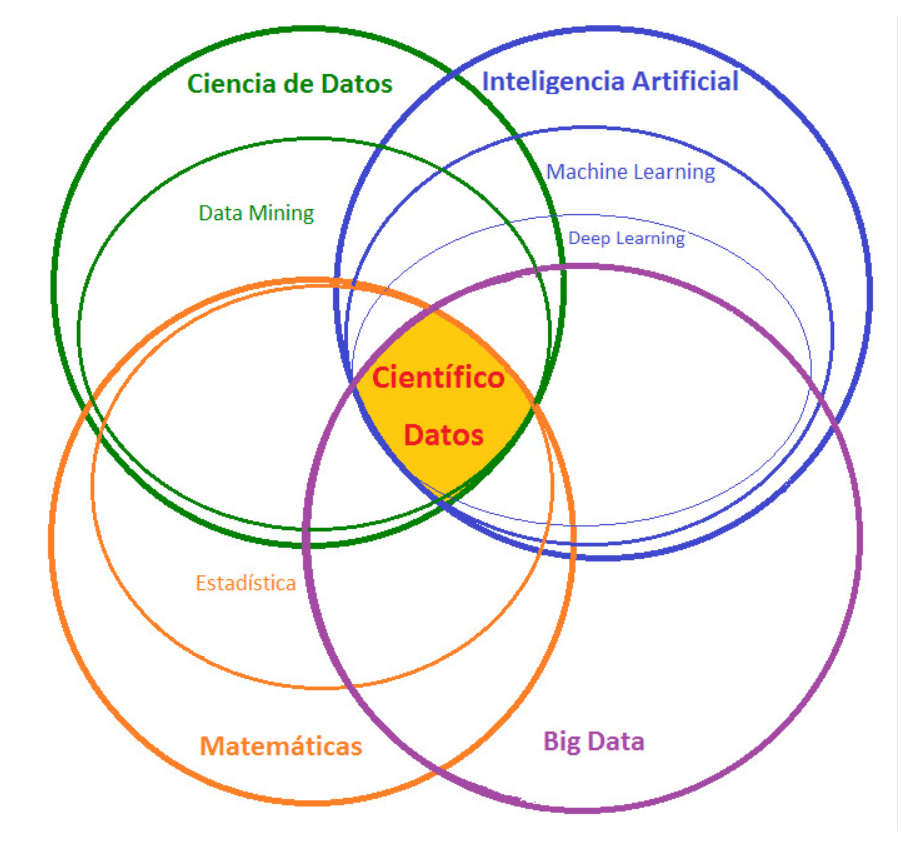 Ciencia de Datos
Inteligencia Artificial
Machine Learning
Data Mining
Deep Learning
Científico
Datos
Estadística
Matemáticas
Big Data